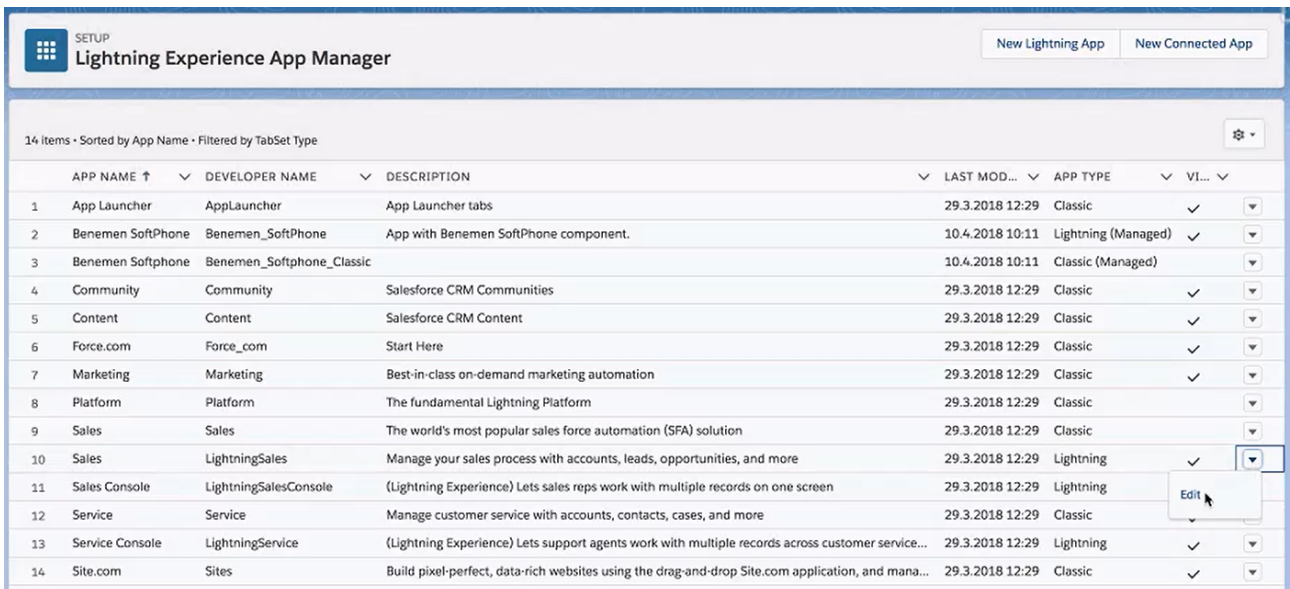 SETUP
Lightning Experience App Manager
New Lightning App New Connected App
14 items • Sorted by App Name • Filtered by TabSet Type
APP NAME ↑ DEVELOPER NAME DESCRIPTION LAST MOD... APP TYPE VI...
1 App Launcher AppLauncher App Launcher tabs 29.3.2018 12:29 Classic
2 Benemen SoftPhone Benemen_SoftPhone App with Benemen SoftPhone component. 10.4.2018 10:11 Lightning (Managed)
3 Benemen Softphone Benemen_Softphone_Classic 10.4.2018 10:11 Classic (Managed)
4 Community Community Salesforce CRM Communities 29.3.2018 12:29 Classic
5 Content Content Salesforce CRM Content 29.3.2018 12:29 Classic
6 Force.com Force_com Start Here 29.3.2018 12:29 Classic
7 Marketing Marketing Best-in-class on-demand marketing automation 29.3.2018 12:29 Classic
8 Platform Platform The fundamental Lightning Platform 29.3.2018 12:29 Classic
9 Sales Sales The world's most popular sales force automation (SFA) solution 29.3.2018 12:29 Classic
10 Sales LightningSales Manage your sales process with accounts, leads, opportunities, and more 29.3.2018 12:29 Lightning
11 Sales Console LightningSalesConsole (Lightning Experience) Lets sales reps work with multiple records on one screen 29.3.2018 12:29 Lightning
Edit
12 Service Service Manage customer service with accounts, contacts, cases, and more 29.3.2018 12:29 Classic
13 Service Console LightningService (Lightning Experience) Lets support agents work with multiple records across customer service... 29.3.2018 12:29 Lightning
14 Site.com Sites Build pixel-perfect, data-rich websites using the drag-and-drop Site.com application, and mana... 29.3.2018 12:29 Classic